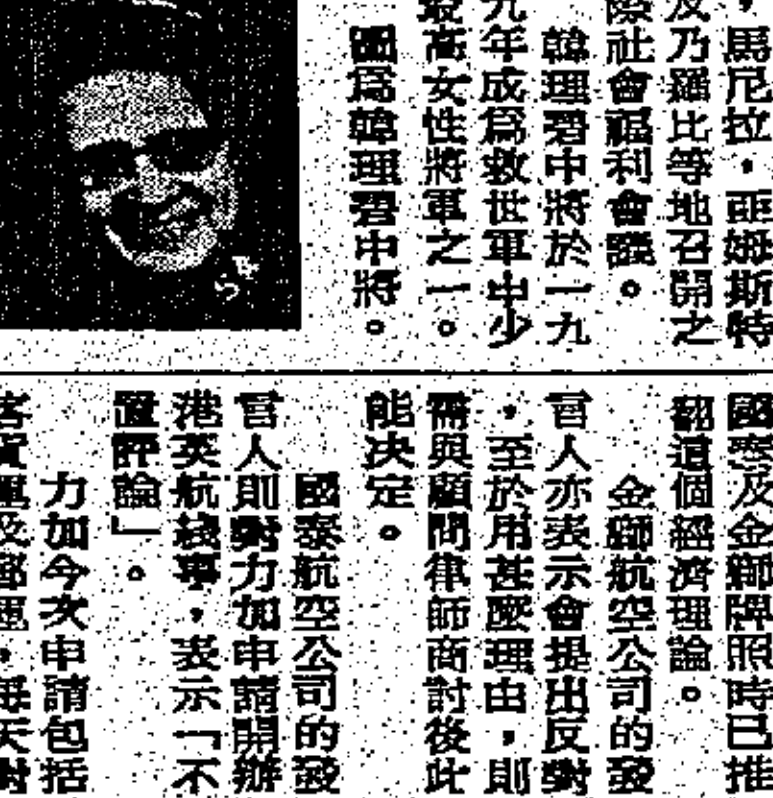 ，馬尼拉，亞姆斯特
及乃羅比等地召開之
際社會福利會議。
韓理碧中將於一九
九年成為救世軍中少
最高女性將軍之一。
圖為韓理碧中將。
國泰及金獅牌照時已推
翻這個經濟理論。
金獅航空公司的發
言人亦表示會提出反對
，至於用甚麼理由，則
需與顧問律師商討後此
能決定。
國泰航空公司的發
言人則對力加申請開辦
港英航綫事，表示「不
置評論」。
力加今次申請包括
客貨運及郵運，每天對